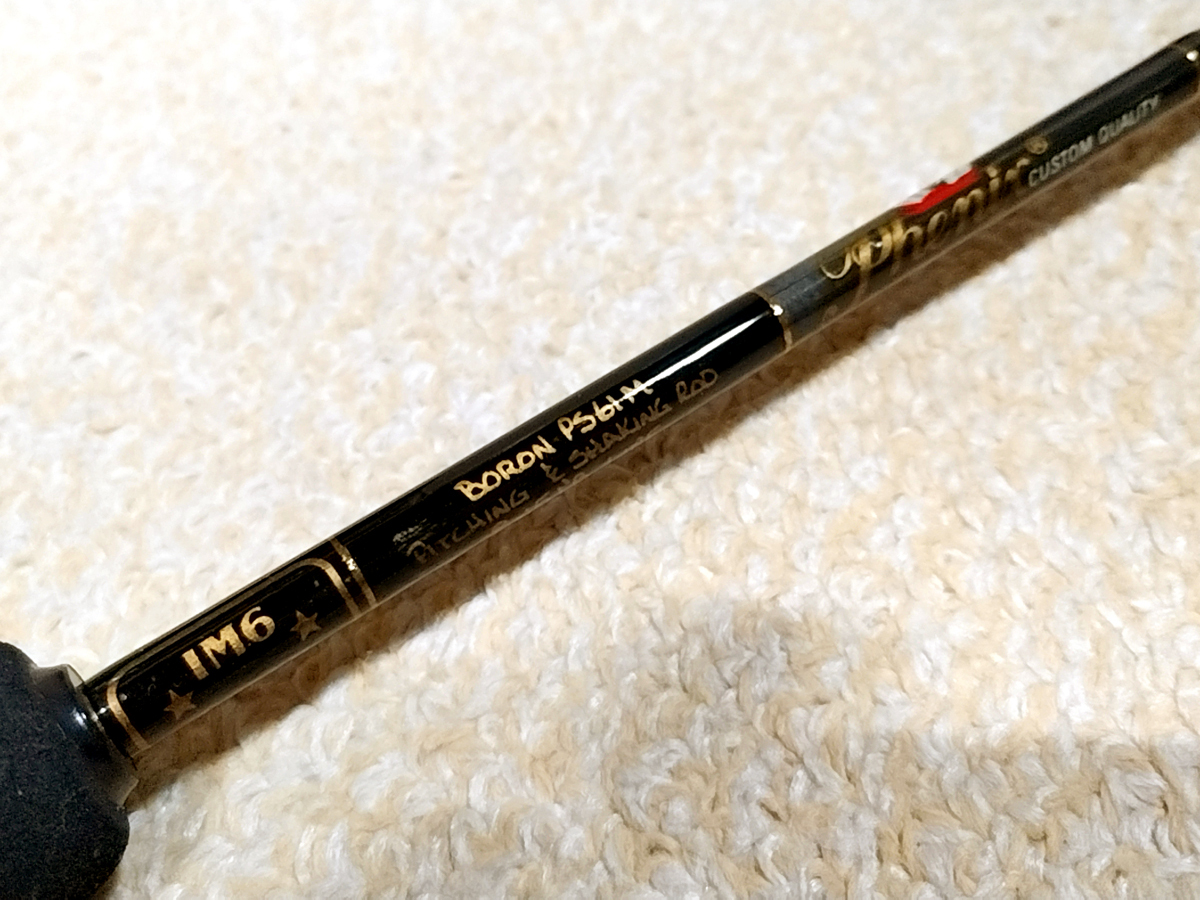 IM6
BORON PS61M
PITCHING & SHAKING ROD
Phenix®
CUSTOM QUALITY